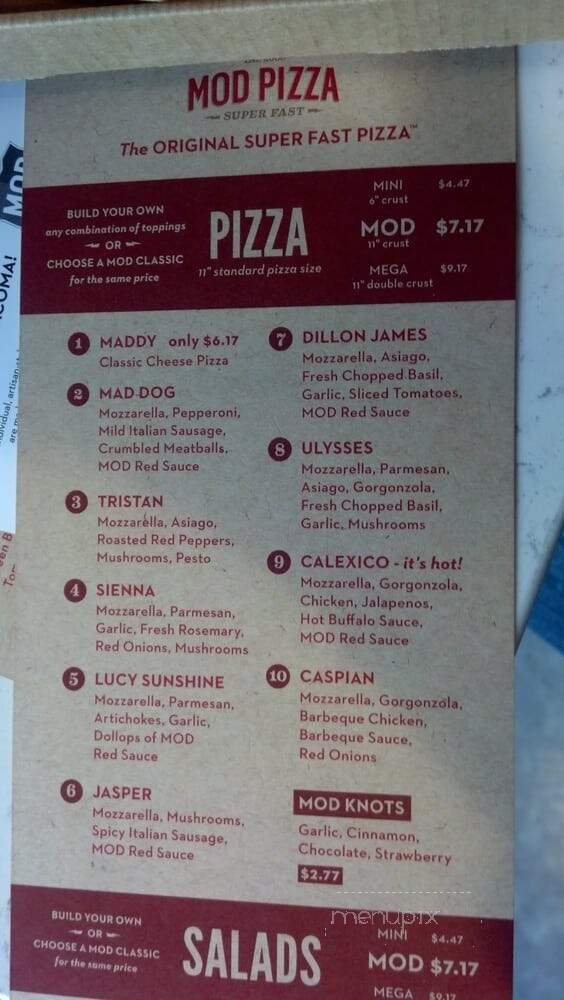 MOD PIZZA
SUPER FAST
The ORIGINAL SUPER FAST PIZZA™
BUILD YOUR OWN
any combination of toppings
OR
CHOOSE A MOD CLASSIC
for the same price
PIZZA
11" standard pizza size
MINI $4.47
6" crust
MOD $7.17
11" crust
MEGA $9.17
11" double crust
1 MADDY only $6.17
Classic Cheese Pizza
2 MAD DOG
Mozzarella, Pepperoni,
Mild Italian Sausage,
Crumbled Meatballs,
MOD Red Sauce
3 TRISTAN
Mozzarella, Asiago,
Roasted Red Peppers,
Mushrooms, Pesto
4 SIENNA
Mozzarella, Parmesan,
Garlic, Fresh Rosemary,
Red Onions, Mushrooms
5 LUCY SUNSHINE
Mozzarella, Parmesan,
Artichokes, Garlic,
Dollops of MOD
Red Sauce
6 JASPER
Mozzarella, Mushrooms,
Spicy Italian Sausage,
MOD Red Sauce
7 DILLON JAMES
Mozzarella, Asiago,
Fresh Chopped Basil,
Garlic, Sliced Tomatoes,
MOD Red Sauce
8 ULYSSES
Mozzarella, Parmesan,
Asiago, Gorgonzola,
Fresh Chopped Basil,
Garlic, Mushrooms
9 CALEXICO - it's hot!
Mozzarella, Gorgonzola,
Chicken, Jalapenos,
Hot Buffalo Sauce,
MOD Red Sauce
10 CASPIAN
Mozzarella, Gorgonzola,
Barbeque Chicken,
Barbeque Sauce,
Red Onions
MOD KNOTS
Garlic, Cinnamon,
Chocolate, Strawberry
$2.77
menupix
BUILD YOUR OWN
OR
CHOOSE A MOD CLASSIC
for the same price
SALADS
MINI $4.47
MOD $7.17
MEGA $9.17
MOD